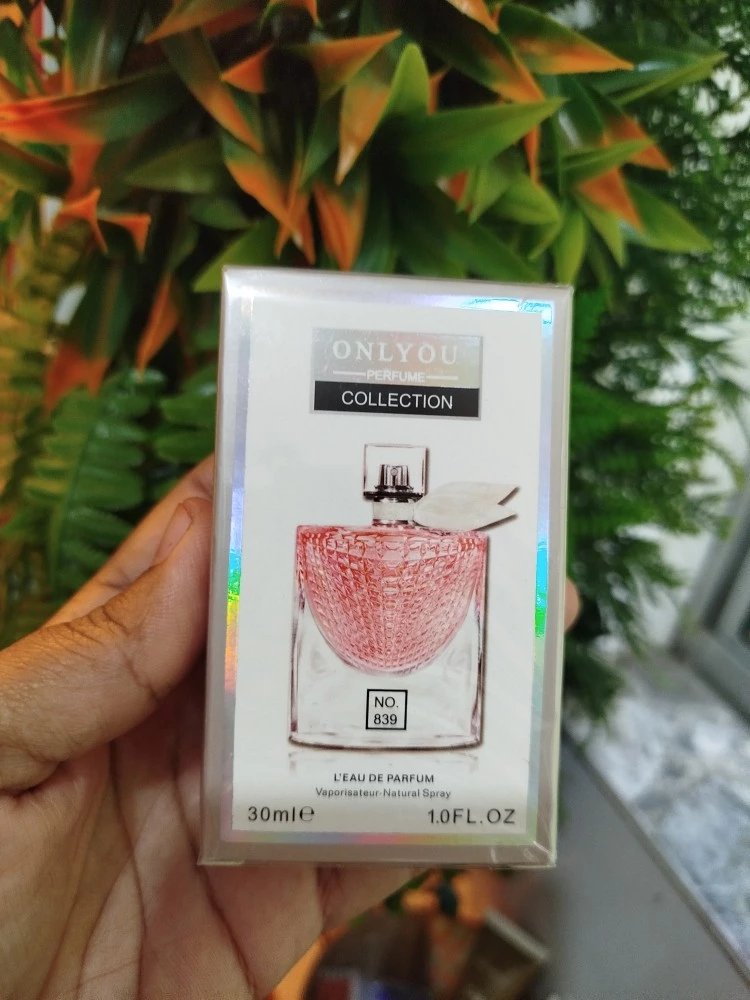 ONLYOU
PERFUME
COLLECTION
NO.
839
L'EAU DE PARFUM
Vaporisateur-Natural Spray
30ml℮ 1.0FL.OZ